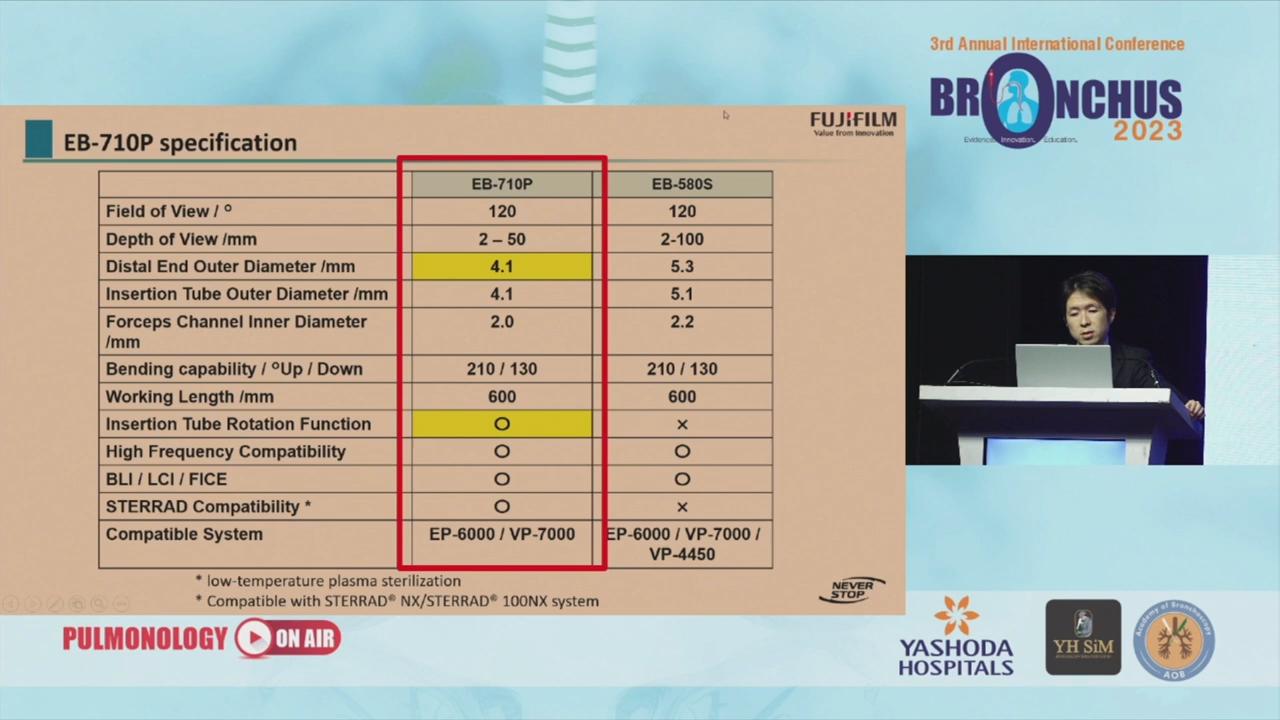 3rd Annual International Conference
BRONCHUS
2023
Evidence. Innovation. Education.
FUJIFILM
Value from Innovation
EB-710P specification
EB-710P EB-580S
Field of View / ° 120 120
Depth of View /mm 2 – 50 2-100
Distal End Outer Diameter /mm 4.1 5.3
Insertion Tube Outer Diameter /mm 4.1 5.1
Forceps Channel Inner Diameter 2.0 2.2
/mm
Bending capability / °Up / Down 210 / 130 210 / 130
Working Length /mm 600 600
Insertion Tube Rotation Function O ×
High Frequency Compatibility O O
BLI / LCI / FICE O O
STERRAD Compatibility * O ×
Compatible System EP-6000 / VP-7000 EP-6000 / VP-7000 /
VP-4450
* low-temperature plasma sterilization
* Compatible with STERRAD® NX/STERRAD® 100NX system
NEVER
STOP
PULMONOLOGY ON AIR
YASHODA
HOSPITALS
YH SiM
Academy of Bronchoscopy
AOB